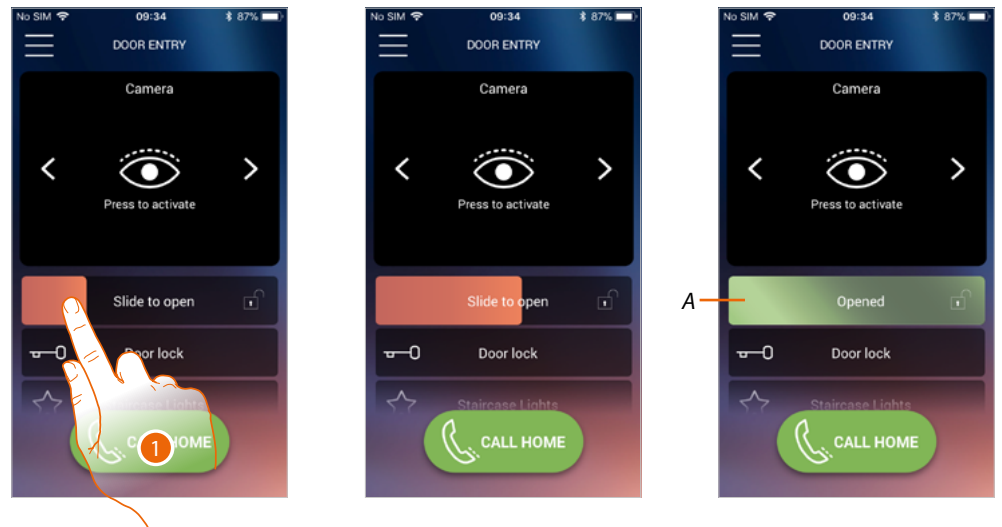 No SIM 09:34 87%
DOOR ENTRY
Camera
Press to activate
Slide to open
Door lock
CALL HOME
1
No SIM 09:34 87%
DOOR ENTRY
Camera
Press to activate
Slide to open
Door lock
Staircase Lights
CALL HOME
No SIM 09:34 87%
DOOR ENTRY
Camera
Press to activate
A
Opened
Door lock
Staircase Lights
CALL HOME